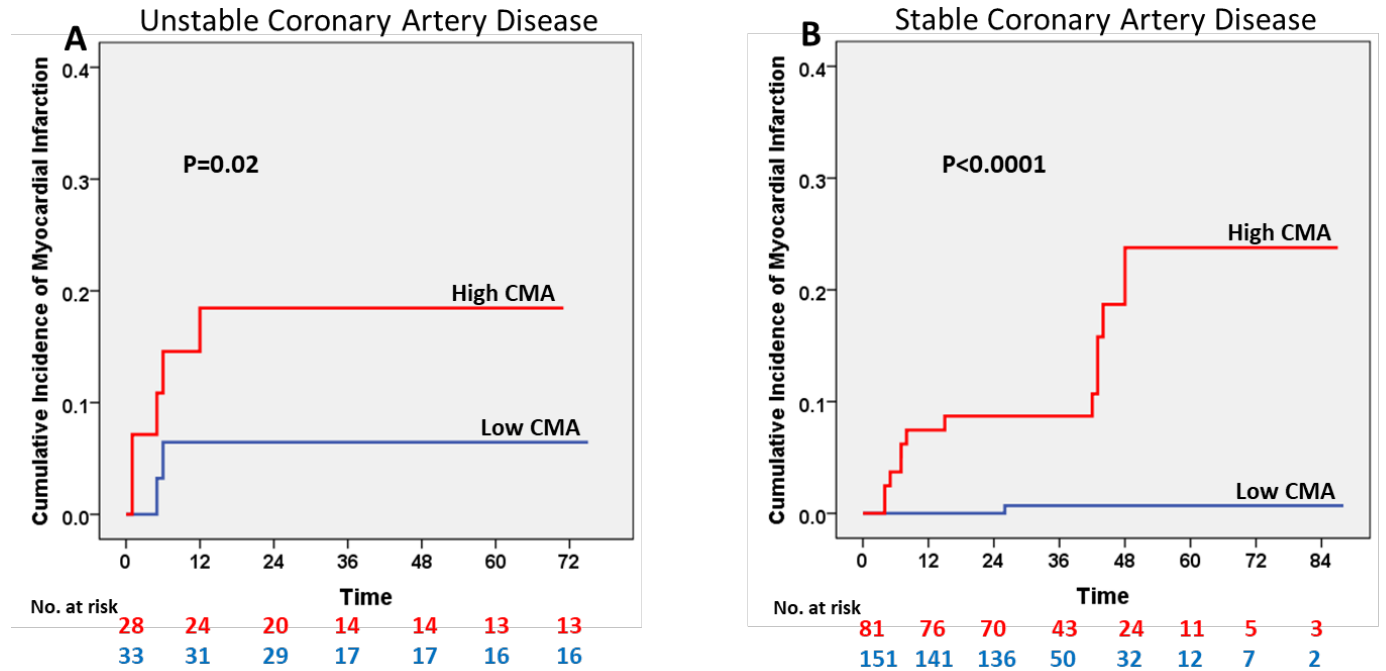 Unstable Coronary Artery Disease
A
Cumulative Incidence of Myocardial Infarction
0.4
0.3
0.2
0.1
0.0
P=0.02
High CMA
Low CMA
0 12 24 36 48 60 72
Time
No. at risk
28 24 20 14 14 13 13
33 31 29 17 17 16 16
Stable Coronary Artery Disease
B
Cumulative Incidence of Myocardial Infarction
0.4
0.3
0.2
0.1
0.0
P<0.0001
High CMA
Low CMA
0 12 24 36 48 60 72 84
Time
No. at risk
81 76 70 43 24 11 5 3
151 141 136 50 32 12 7 2